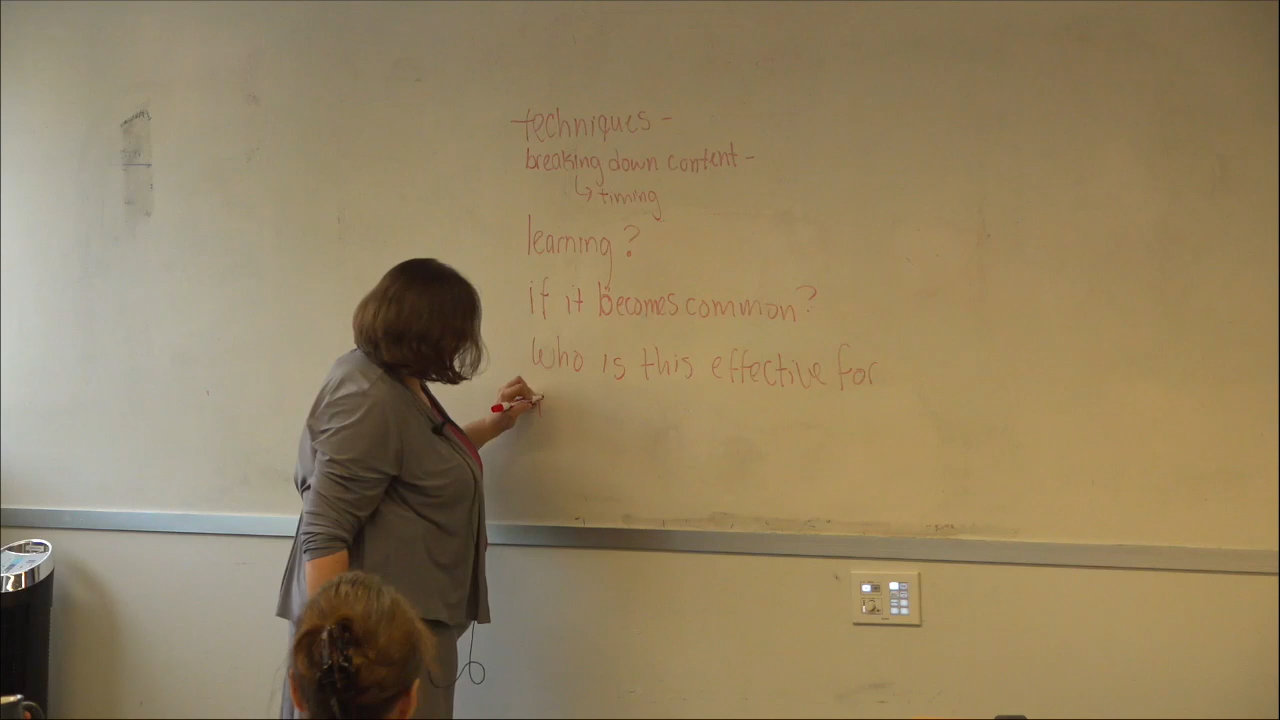 techniques -
breaking down content -
↳ timing
learning?
if it becomes common?
who is this effective for